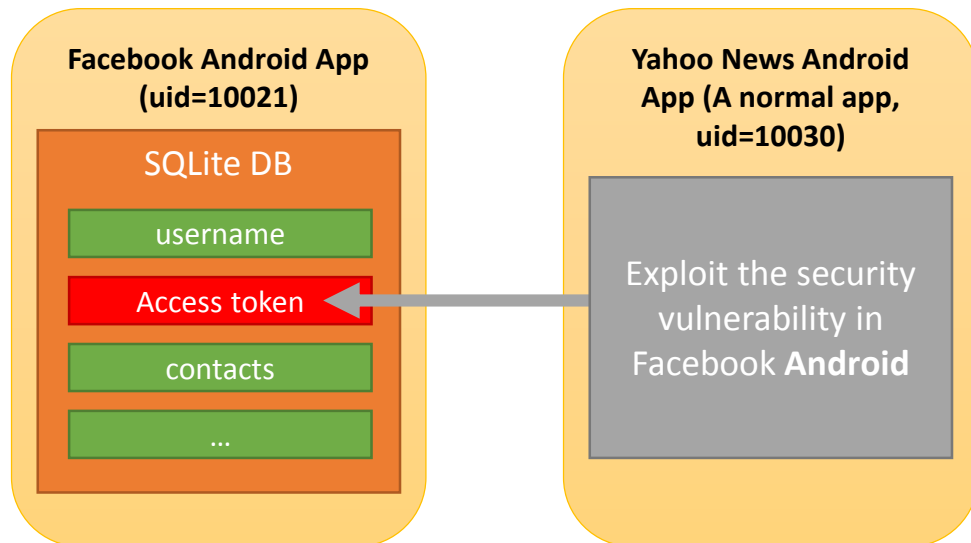 Facebook Android App
(uid=10021)
SQLite DB
username
Access token
contacts
...
Yahoo News Android
App (A normal app,
uid=10030)
Exploit the security
vulnerability in
Facebook Android